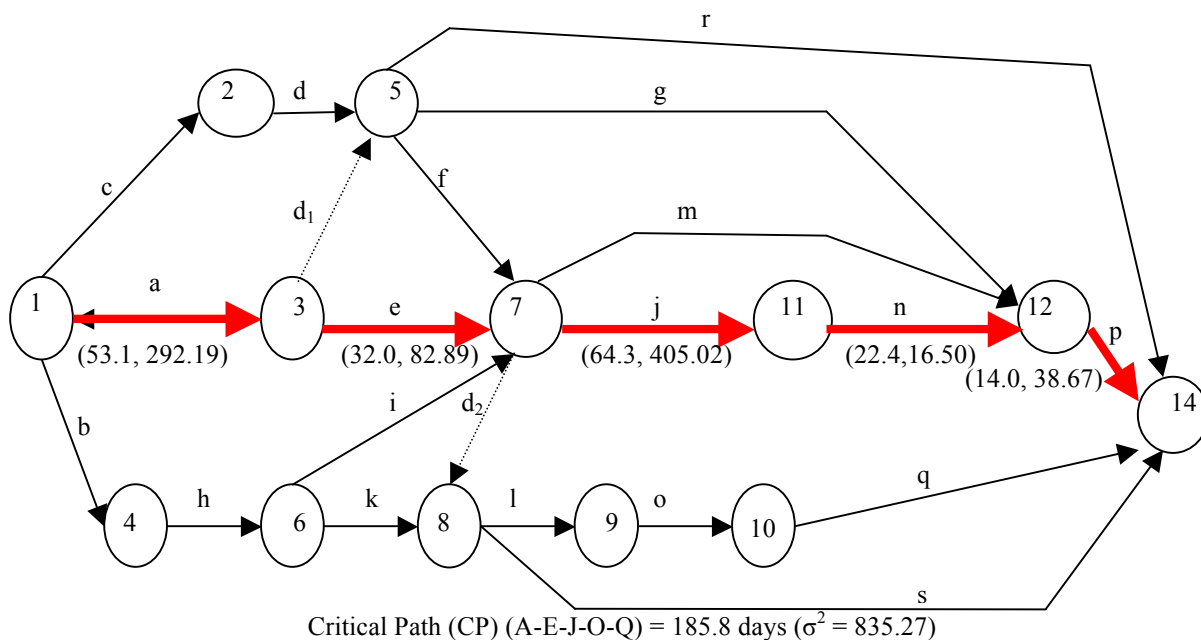 r
2
d
5
g
c
f
d1
m
1
a
3
e
7
j
11
n
12
p
(53.1, 292.19)
(32.0, 82.89)
(64.3, 405.02)
(22.4,16.50)
(14.0, 38.67)
i
d2
14
b
4
h
6
k
8
l
9
o
10
q
s
Critical Path (CP) (A-E-J-O-Q) = 185.8 days (σ² = 835.27)